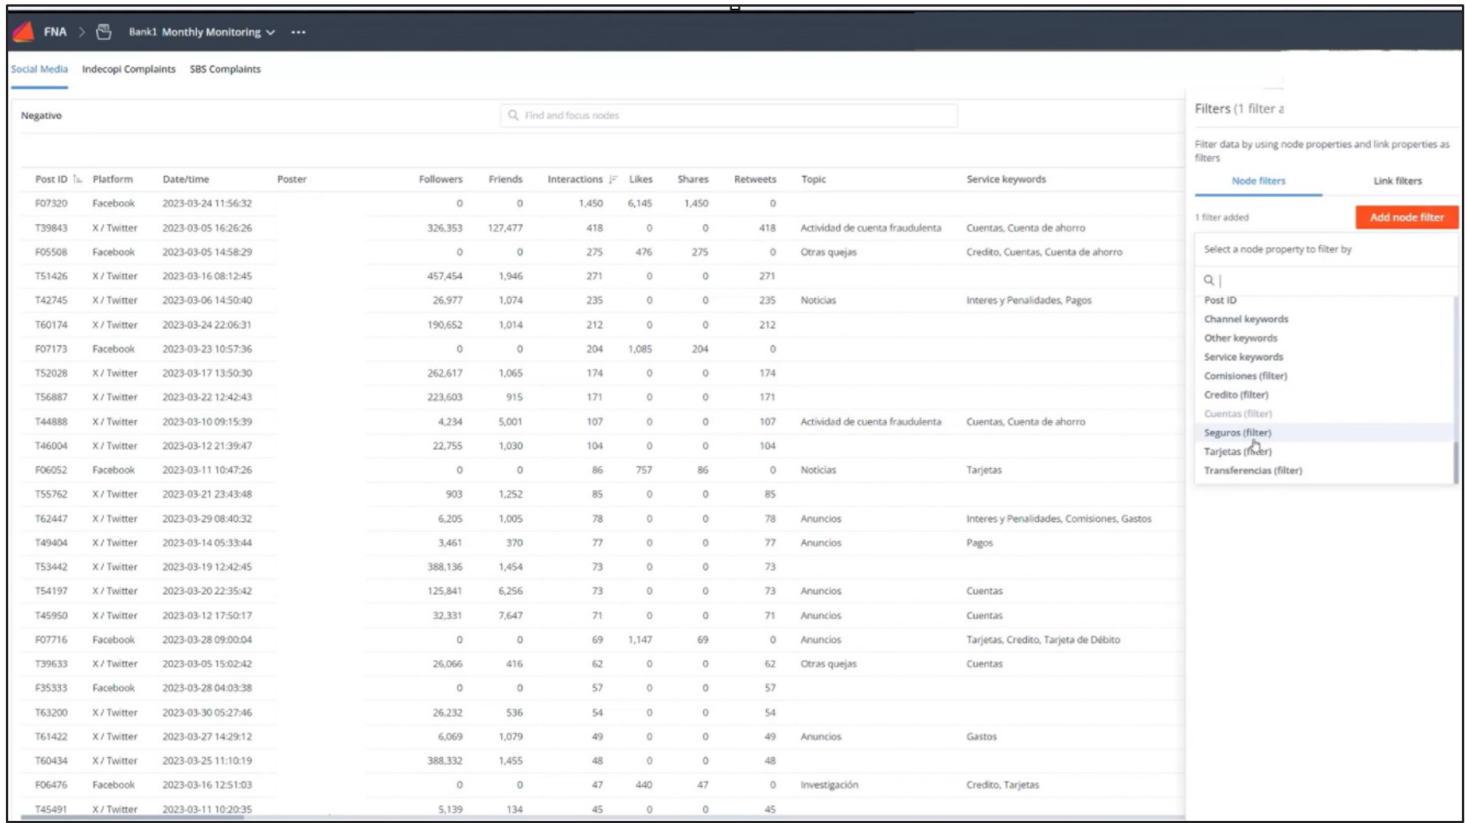 FNA > Bank1 Monthly Monitoring ...
Social Media Indecopi Complaints SBS Complaints
Negativo Find and focus nodes
Post ID Platform Date/time Poster Followers Friends Interactions Likes Shares Retweets Topic Service keywords
F07320 Facebook 2023-03-24 11:56:32 0 0 1,450 6,145 1,450 0
T39843 X / Twitter 2023-03-05 16:26:26 326,353 127,477 418 0 0 418 Actividad de cuenta fraudulenta Cuentas, Cuenta de ahorro
F05508 Facebook 2023-03-05 14:58:29 0 0 275 476 275 0 Otras quejas Credito, Cuentas, Cuenta de ahorro
T51426 X / Twitter 2023-03-16 08:12:45 457,454 1,946 271 0 0 271
T42745 X / Twitter 2023-03-06 14:50:40 26,977 1,074 235 0 0 235 Noticias Interes y Penalidades, Pagos
T60174 X / Twitter 2023-03-24 22:06:31 190,652 1,014 212 0 0 212
F07173 Facebook 2023-03-23 10:57:36 0 0 204 1,085 204 0
T52028 X / Twitter 2023-03-17 13:50:30 262,617 1,065 174 0 0 174
T56887 X / Twitter 2023-03-22 12:42:43 223,603 915 171 0 0 171
T44888 X / Twitter 2023-03-10 09:15:39 4,234 5,001 107 0 0 107 Actividad de cuenta fraudulenta Cuentas, Cuenta de ahorro
T46004 X / Twitter 2023-03-12 21:39:47 22,755 1,030 104 0 0 104
F06052 Facebook 2023-03-11 10:47:26 0 0 86 757 86 0 Noticias Tarjetas
T55762 X / Twitter 2023-03-21 23:43:48 903 1,252 85 0 0 85
T62447 X / Twitter 2023-03-29 08:40:32 6,205 1,005 78 0 0 78 Anuncios Interes y Penalidades, Comisiones, Gastos
T49404 X / Twitter 2023-03-14 05:33:44 3,461 370 77 0 0 77 Anuncios Pagos
T53442 X / Twitter 2023-03-19 12:42:45 388,136 1,454 73 0 0 73
T54197 X / Twitter 2023-03-20 22:35:42 125,841 6,256 73 0 0 73 Anuncios Cuentas
T45950 X / Twitter 2023-03-12 17:50:17 32,331 7,647 71 0 0 71 Anuncios Cuentas
F07716 Facebook 2023-03-28 09:00:04 0 0 69 1,147 69 0 Anuncios Tarjetas, Credito, Tarjeta de Débito
T39633 X / Twitter 2023-03-05 15:02:42 26,066 416 62 0 0 62 Otras quejas Cuentas
F35333 Facebook 2023-03-28 04:03:38 0 0 57 0 0 57
T63200 X / Twitter 2023-03-30 05:27:46 26,232 536 54 0 0 54
T61422 X / Twitter 2023-03-27 14:29:12 6,069 1,079 49 0 0 49 Anuncios Gastos
T60434 X / Twitter 2023-03-25 11:10:19 388,332 1,455 48 0 0 48
F06476 Facebook 2023-03-16 12:51:03 0 0 47 440 47 0 Investigación Credito, Tarjetas
T45491 X / Twitter 2023-03-11 10:20:35 5,139 134 45 0 0 45
Filters (1 filter a
Filter data by using node properties and link properties as
filters
Node filters Link filters
1 filter added Add node filter
Select a node property to filter by
Post ID
Channel keywords
Other keywords
Service keywords
Comisiones (filter)
Credito (filter)
Cuentas (filter)
Seguros (filter)
Tarjetas (filter)
Transferencias (filter)